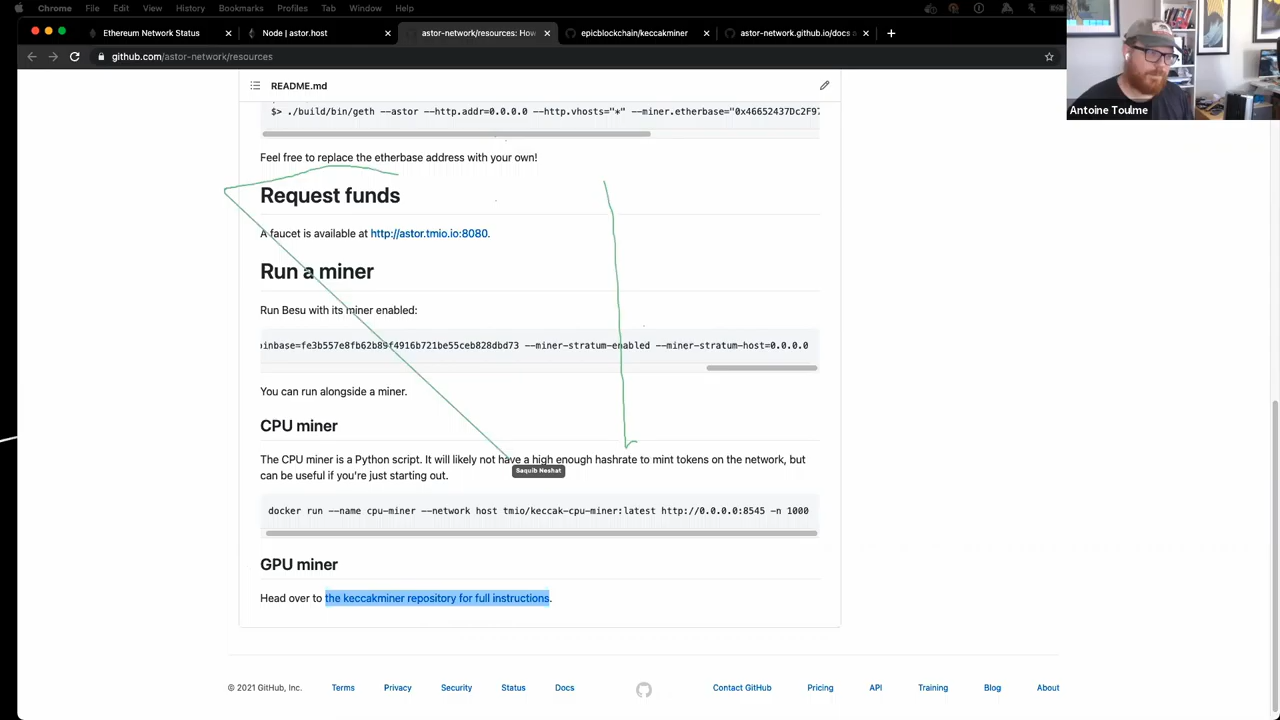 Chrome File Edit View History Bookmarks Profiles Tab Window Help
Ethereum Network Status
Node | astor.host
astor-network/resources: How
epicblockchain/keccakminer
astor-network.github.io/docs a
github.com/astor-network/resources
Antoine Toulme
README.md
$> ./build/bin/geth --astor --http.addr=0.0.0.0 --http.vhosts="*" --miner.etherbase="0x46652437Dc2F97
Feel free to replace the etherbase address with your own!
Request funds
A faucet is available at http://astor.tmio.io:8080.
Run a miner
Run Besu with its miner enabled:
oinbase=fe3b557e8fb62b89f4916b721be55ceb828dbd73 --miner-stratum-enabled --miner-stratum-host=0.0.0.0
You can run alongside a miner.
CPU miner
The CPU miner is a Python script. It will likely not have a high enough hashrate to mint tokens on the network, but
Saquib Neshat
can be useful if you're just starting out.
docker run --name cpu-miner --network host tmio/keccak-cpu-miner:latest http://0.0.0.0:8545 -n 1000
GPU miner
Head over to the keccakminer repository for full instructions.
© 2021 GitHub, Inc. Terms Privacy Security Status Docs Contact GitHub Pricing API Training Blog About